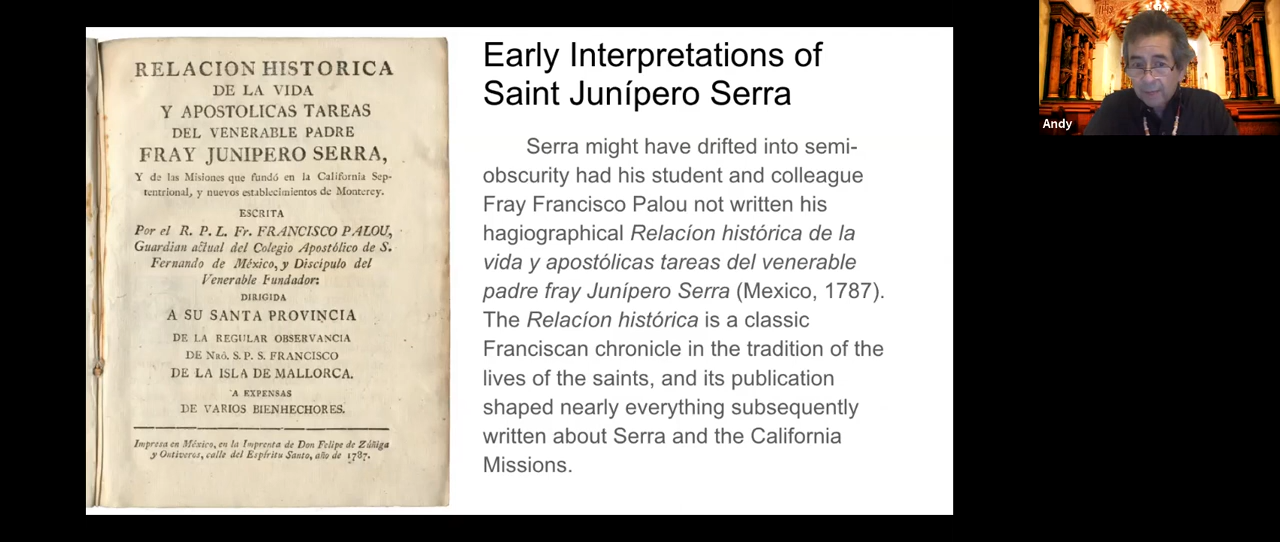 RELACION HISTORICA
DE LA VIDA
Y APOSTOLICAS TAREAS
DEL VENERABLE PADRE
FRAY JUNIPERO SERRA,
Y de las Misiones que fundó en la California Sep-
tentrional, y nuevos establecimientos de Monterey.
ESCRITA
Por el R. P. L. Fr. FRANCISCO PALOU,
Guardian actual del Colegio Apostólico de S.
Fernando de México, y Discipulo del
Venerable Fundador:
DIRIGIDA
A SU SANTA PROVINCIA
DE LA REGULAR OBSERVANCIA
DE Nrô. S. P. S. FRANCISCO
DE LA ISLA DE MALLORCA.
A EXPENSAS
DE VARIOS BIENHECHORES.
Impresa en México, en la Imprenta de Don Felipe de Zúñiga
y Ontiveros, calle del Espíritu Santo, año de 1787.
Early Interpretations of
Saint Junípero Serra
Serra might have drifted into semi-
obscurity had his student and colleague
Fray Francisco Palou not written his
hagiographical Relacíon histórica de la
vida y apostólicas tareas del venerable
padre fray Junípero Serra (Mexico, 1787).
The Relacíon histórica is a classic
Franciscan chronicle in the tradition of the
lives of the saints, and its publication
shaped nearly everything subsequently
written about Serra and the California
Missions.
Andy